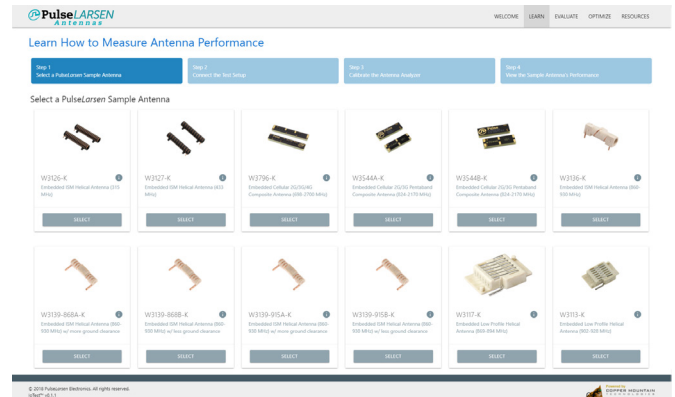 PulseLARSEN
Antennas
WELCOME LEARN EVALUATE OPTIMIZE RESOURCES
Learn How to Measure Antenna Performance
Step 1
Select a PulseLarsen Sample Antenna
Step 2
Connect the Test Setup
Step 3
Calibrate the Antenna Analyzer
Step 4
View the Sample Antenna's Performance
Select a PulseLarsen Sample Antenna
W3126-K
Embedded ISM Helical Antenna (315
MHz)
SELECT
W3127-K
Embedded ISM Helical Antenna (433
MHz)
SELECT
W3796-K
Embedded Cellular 2G/3G/4G
Composite Antenna (698-2700 MHz)
SELECT
W3544A-K
Embedded Cellular 2G/3G Pentaband
Composite Antenna (824-2170 MHz)
SELECT
W3544B-K
Embedded Cellular 2G/3G Pentaband
Composite Antenna (824-2170 MHz)
SELECT
W3136-K
Embedded ISM Helical Antenna (868-
930 MHz)
SELECT
W3139-868A-K
Embedded ISM Helical Antenna (860-
930 MHz) w/ more ground clearance
SELECT
W3139-868B-K
Embedded ISM Helical Antenna (860-
930 MHz) w/ less ground clearance
SELECT
W3139-915A-K
Embedded ISM Helical Antenna (860-
930 MHz) w/ more ground clearance
SELECT
W3139-915B-K
Embedded ISM Helical Antenna (860-
930 MHz) w/ less ground clearance
SELECT
W3117-K
Embedded Low Profile Helical
Antenna (868-894 MHz)
SELECT
W3113-K
Embedded Low Profile Helical
Antenna (902-928 MHz)
SELECT
© 2018 PulseLarsen Electronics. All rights reserved.
Powered by
COPPER MOUNTAIN
TECHNOLOGIES